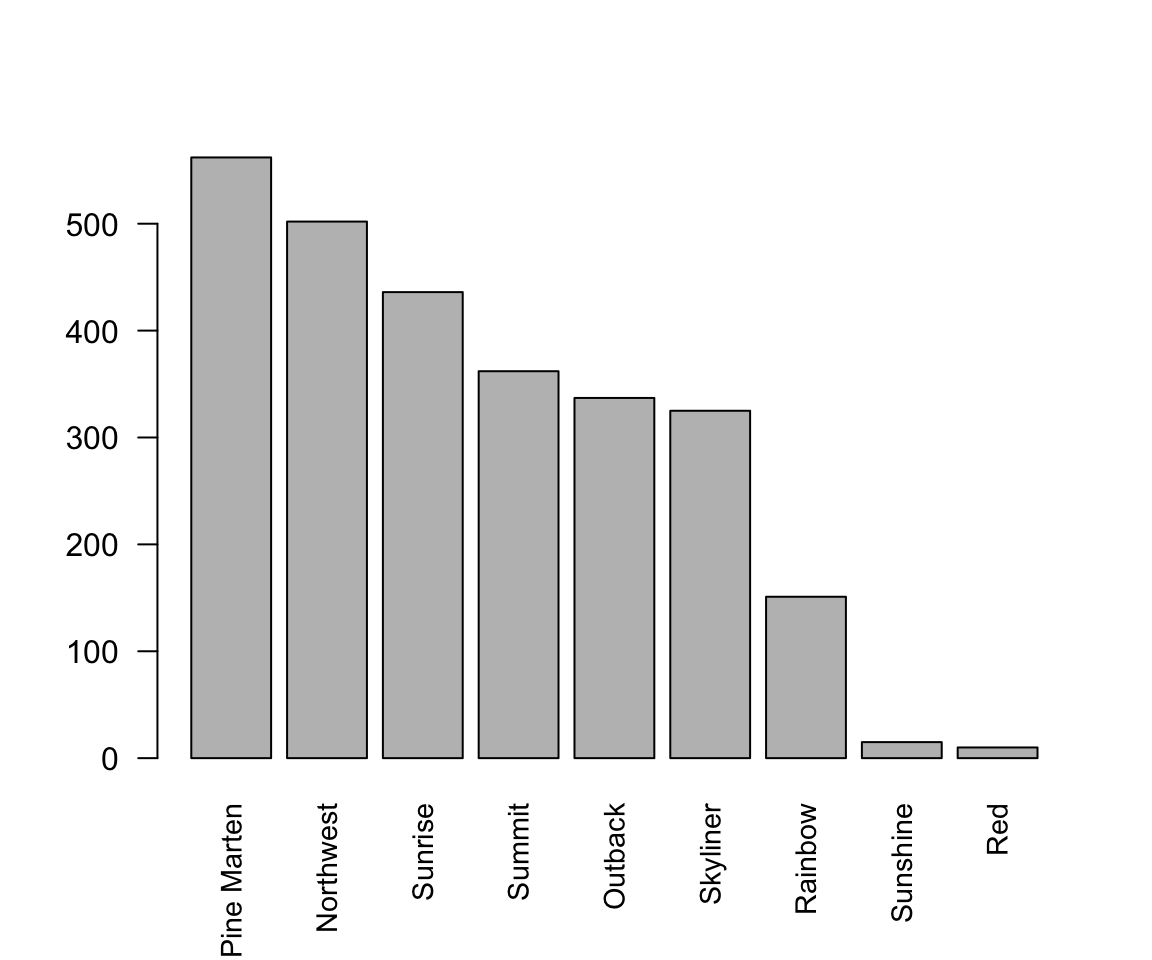 500
400
300
200
100
0
Pine Marten
Northwest
Sunrise
Summit
Outback
Skyliner
Rainbow
Sunshine
Red